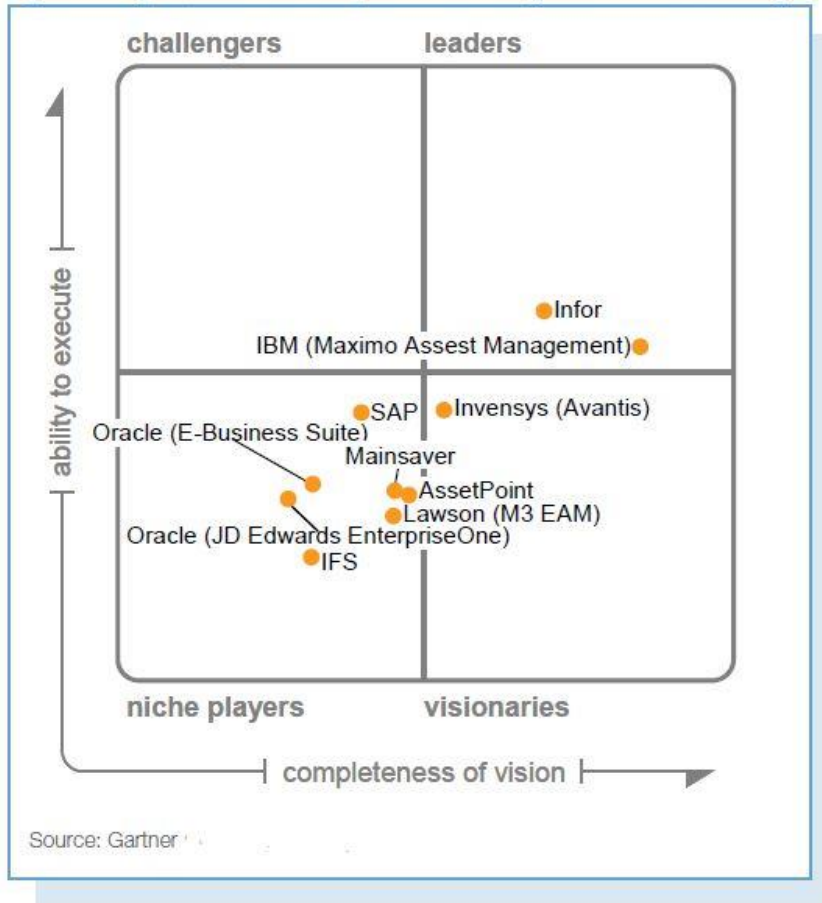 challengers
leaders
Infor
IBM (Maximo Assest Management)
SAP
Invensys (Avantis)
Oracle (E-Business Suite)
Mainsaver
AssetPoint
Lawson (M3 EAM)
Oracle (JD Edwards EnterpriseOne)
IFS
niche players
visionaries
ability to execute
completeness of vision
Source: Gartner